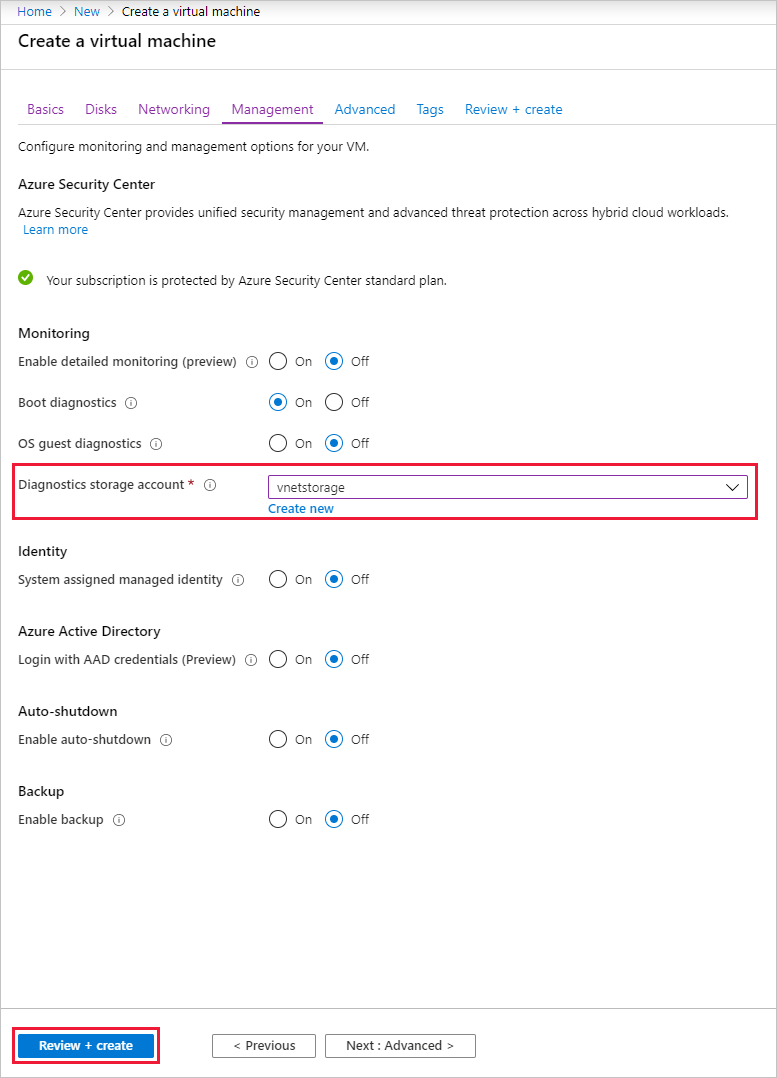 Home > New > Create a virtual machine
Create a virtual machine
Basics Disks Networking Management Advanced Tags Review + create
Configure monitoring and management options for your VM.
Azure Security Center
Azure Security Center provides unified security management and advanced threat protection across hybrid cloud workloads.
Learn more
Your subscription is protected by Azure Security Center standard plan.
Monitoring
Enable detailed monitoring (preview) On Off
Boot diagnostics On Off
OS guest diagnostics On Off
Diagnostics storage account * vnetstorage
Create new
Identity
System assigned managed identity On Off
Azure Active Directory
Login with AAD credentials (Preview) On Off
Auto-shutdown
Enable auto-shutdown On Off
Backup
Enable backup On Off
Review + create < Previous Next : Advanced >